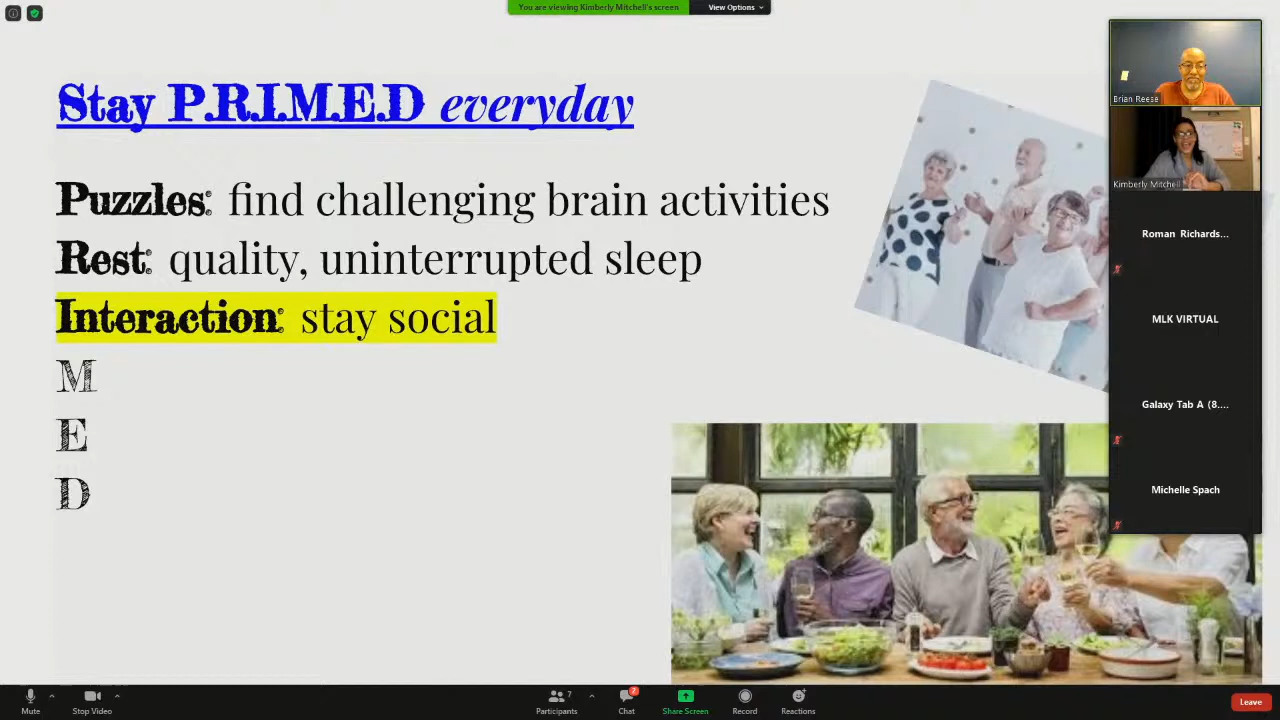 You are viewing Kimberly Mitchell's screen
View Options
Stay P.R.I.M.E.D everyday
Puzzles: find challenging brain activities
Rest: quality, uninterrupted sleep
Interaction: stay social
M
E
D
Brian Reese
Kimberly Mitchell
Roman Richards...
MLK VIRTUAL
Galaxy Tab A (8....
Michelle Spach
Mute
Stop Video
Participants
7
Chat
2
Share Screen
Record
Reactions
Leave